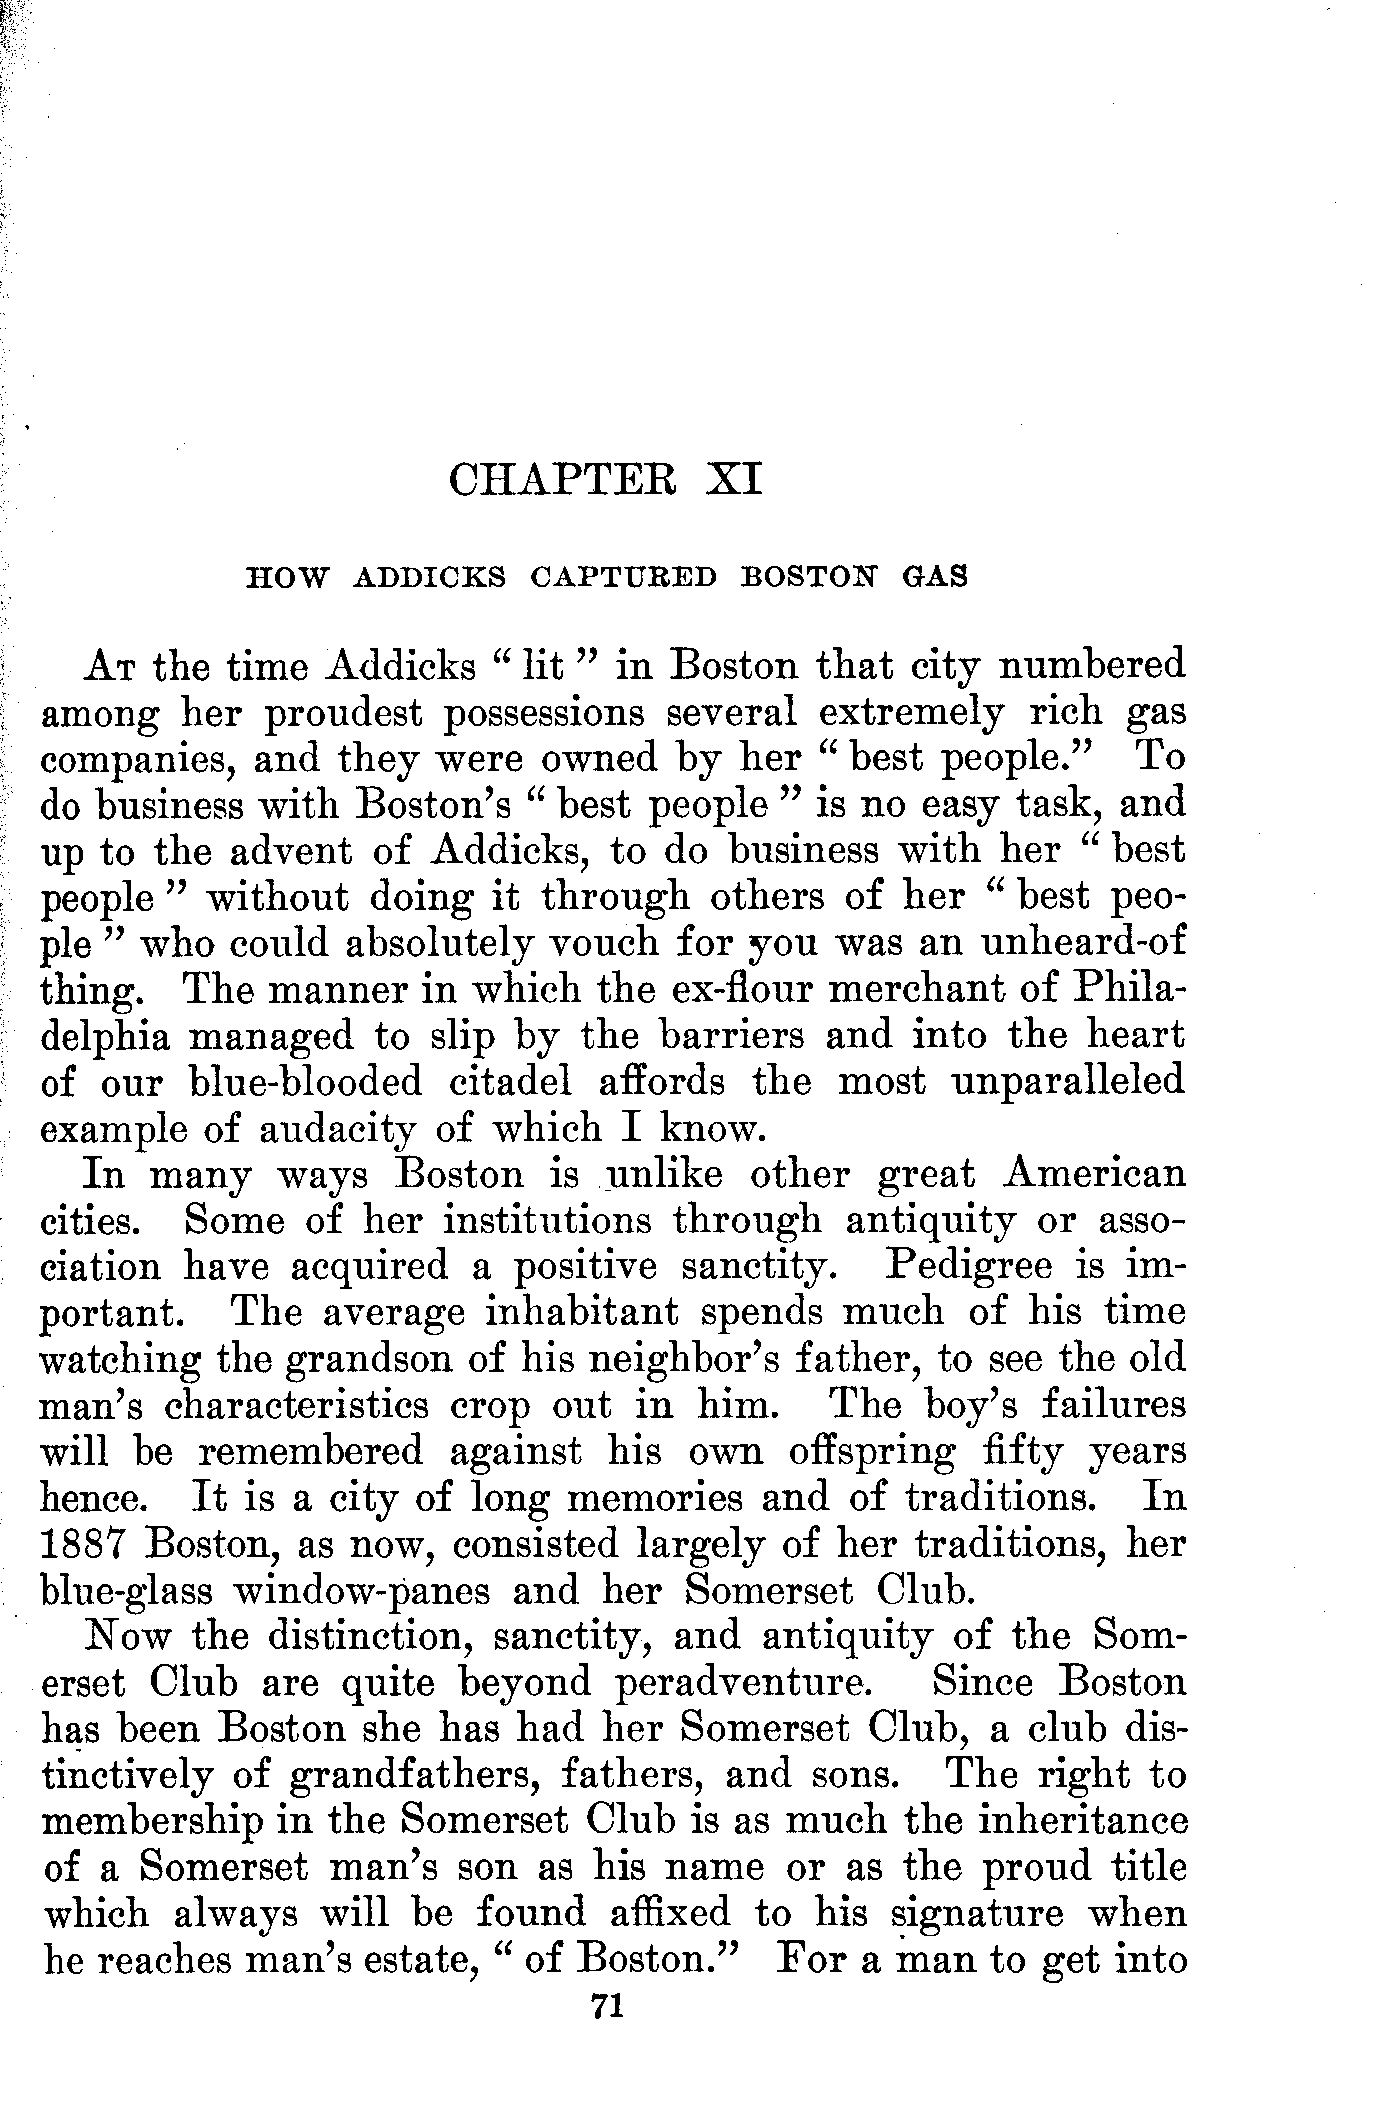 CHAPTER XI
HOW ADDICKS CAPTURED BOSTON GAS
At the time Addicks “ lit ” in Boston that city numbered
among her proudest possessions several extremely rich gas
companies, and they were owned by her “ best people.” To
do business with Boston’s “ best people ” is no easy task, and
up to the advent of Addicks, to do business with her “ best
people ” without doing it through others of her “ best peo-
ple ” who could absolutely vouch for you was an unheard-of
thing. The manner in which the ex-flour merchant of Phila-
delphia managed to slip by the barriers and into the heart
of our blue-blooded citadel affords the most unparalleled
example of audacity of which I know.
In many ways Boston is unlike other great American
cities. Some of her institutions through antiquity or asso-
ciation have acquired a positive sanctity. Pedigree is im-
portant. The average inhabitant spends much of his time
watching the grandson of his neighbor’s father, to see the old
man’s characteristics crop out in him. The boy’s failures
will be remembered against his own offspring fifty years
hence. It is a city of long memories and of traditions. In
1887 Boston, as now, consisted largely of her traditions, her
blue-glass window-panes and her Somerset Club.
Now the distinction, sanctity, and antiquity of the Som-
erset Club are quite beyond peradventure. Since Boston
has been Boston she has had her Somerset Club, a club dis-
tinctively of grandfathers, fathers, and sons. The right to
membership in the Somerset Club is as much the inheritance
of a Somerset man’s son as his name or as the proud title
which always will be found affixed to his signature when
he reaches man’s estate, “ of Boston.” For a man to get into
71